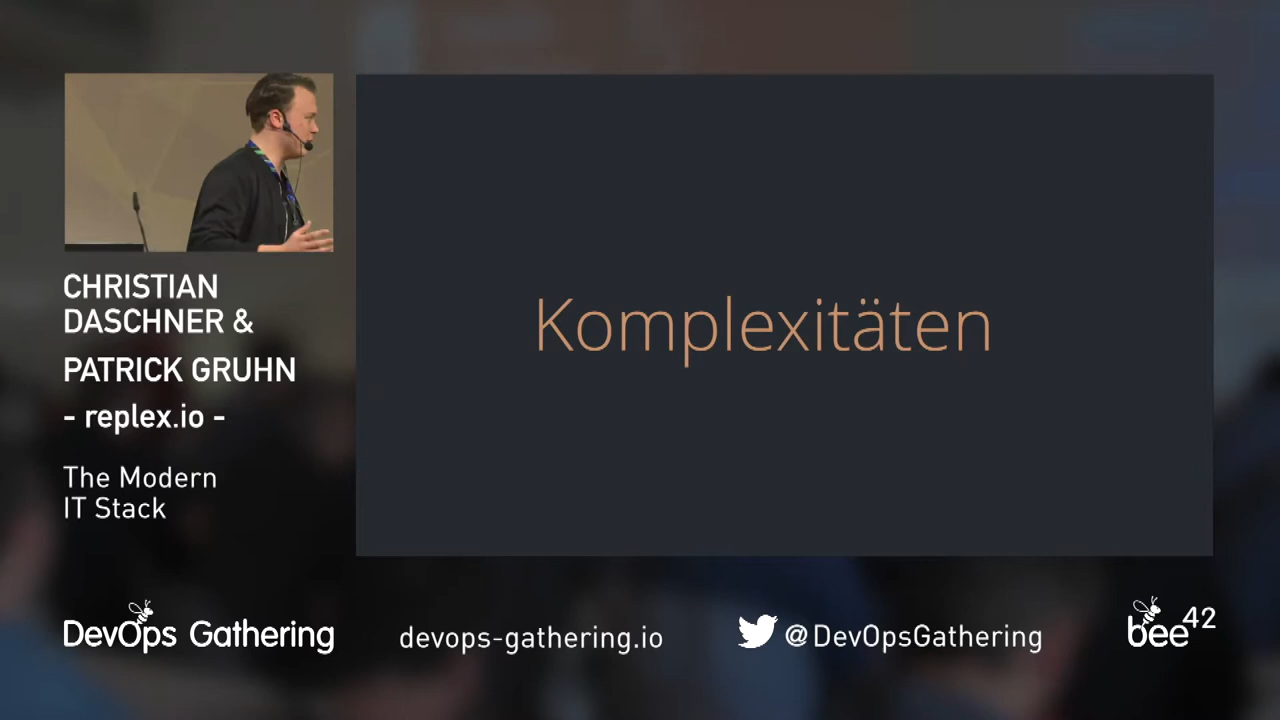 CHRISTIAN
DASCHNER &
PATRICK GRUHN
- replex.io -
The Modern
IT Stack
Komplexitäten
DevOps Gathering
devops-gathering.io
@DevOpsGathering
bee42